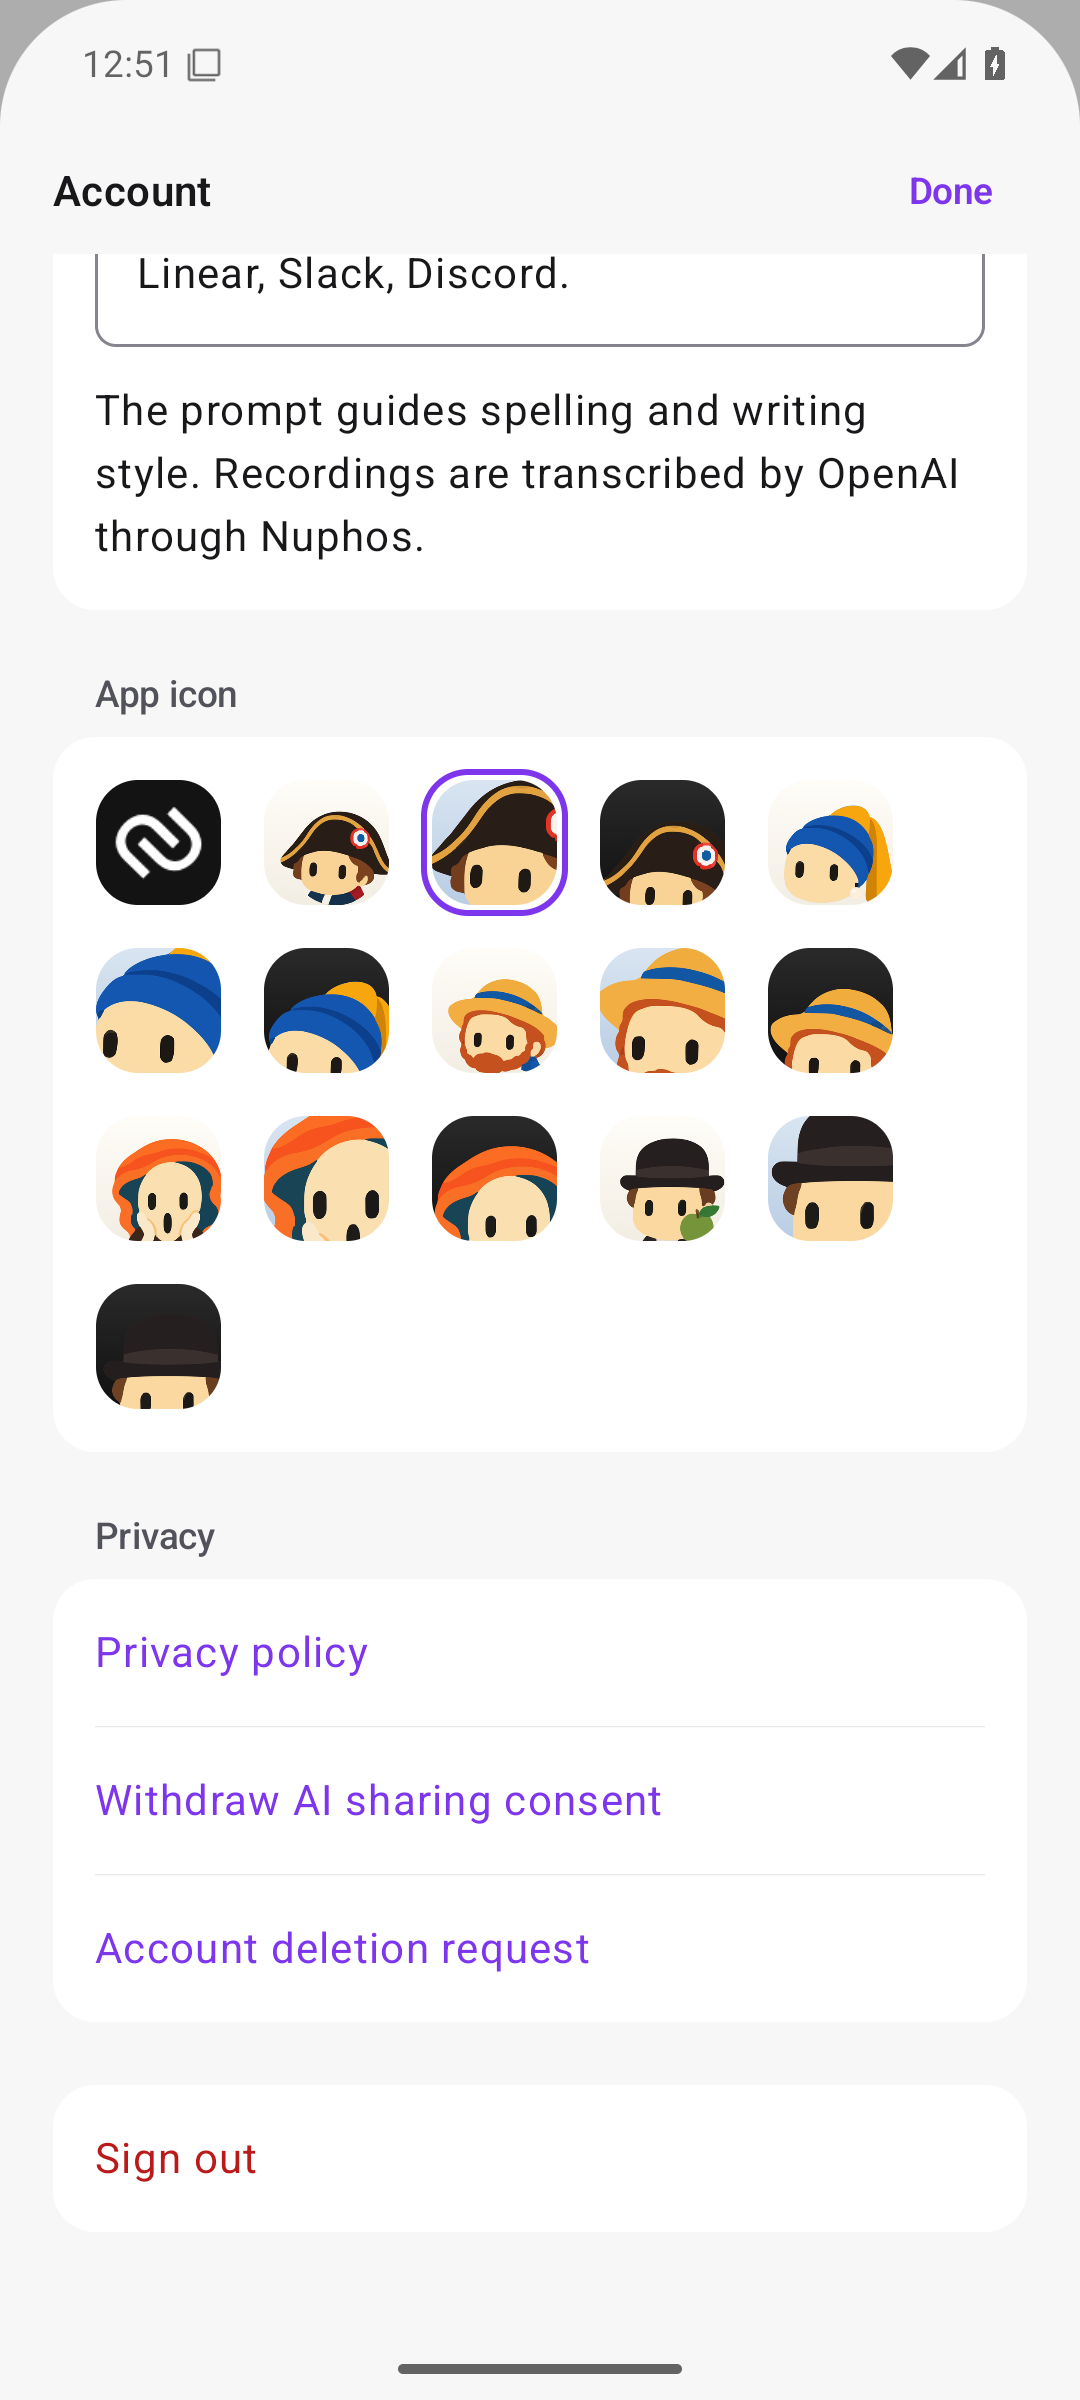 12:51
Account
Done
Linear, Slack, Discord.
The prompt guides spelling and writing
style. Recordings are transcribed by OpenAI
through Nuphos.
App icon
Privacy
Privacy policy
Withdraw AI sharing consent
Account deletion request
Sign out